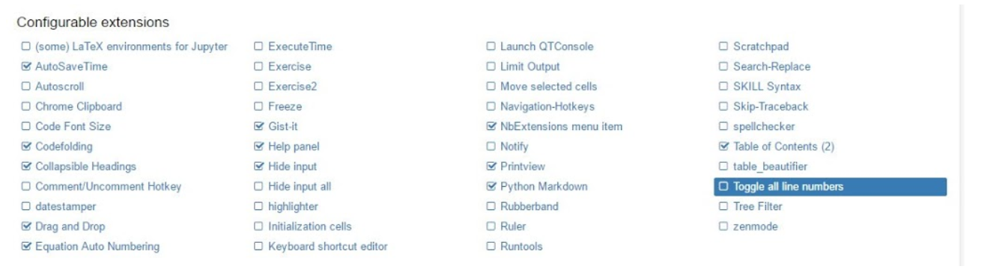 Configurable extensions
(some) LaTeX environments for Jupyter
AutoSaveTime
Autoscroll
Chrome Clipboard
Code Font Size
Codefolding
Collapsible Headings
Comment/Uncomment Hotkey
datestamper
Drag and Drop
Equation Auto Numbering
ExecuteTime
Exercise
Exercise2
Freeze
Gist-it
Help panel
Hide input
Hide input all
highlighter
Initialization cells
Keyboard shortcut editor
Launch QTConsole
Limit Output
Move selected cells
Navigation-Hotkeys
NbExtensions menu item
Notify
Printview
Python Markdown
Rubberband
Ruler
Runtools
Scratchpad
Search-Replace
SKILL Syntax
Skip-Traceback
spellchecker
Table of Contents (2)
table_beautifier
Toggle all line numbers
Tree Filter
zenmode